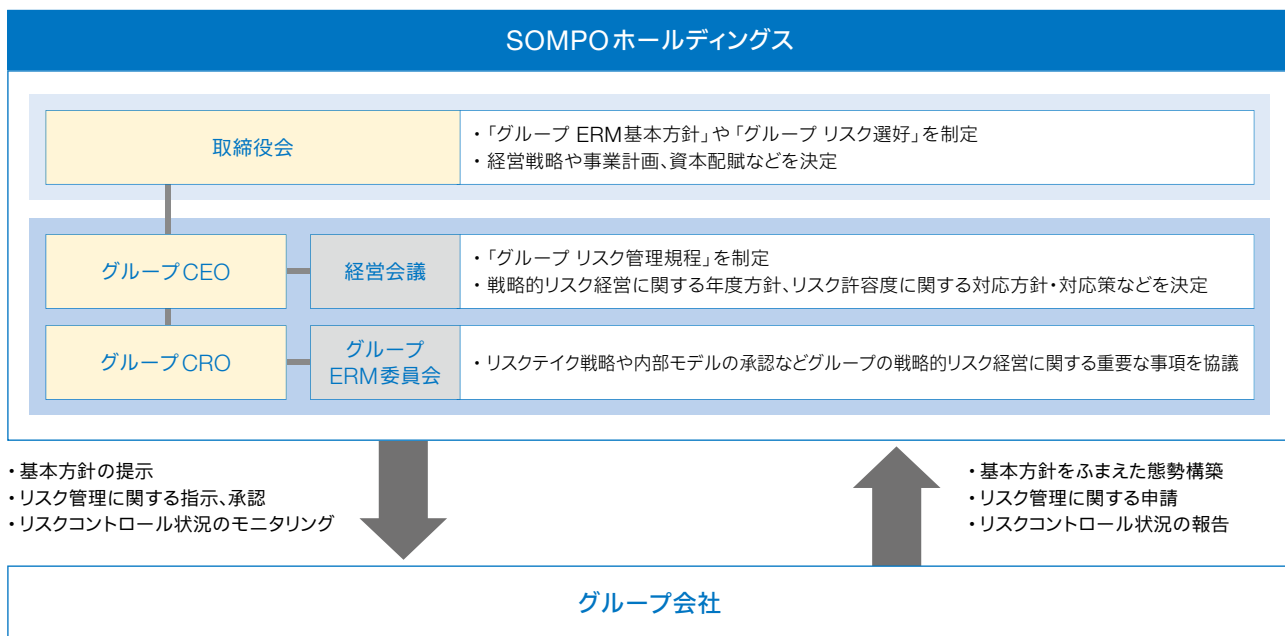 SOMPOホールディングス
取締役会
・「グループ ERM基本方針」や「グループ リスク選好」を制定
・経営戦略や事業計画、資本配賦などを決定
グループCEO
経営会議
・「グループ リスク管理規程」を制定
・戦略的リスク経営に関する年度方針、リスク許容度に関する対応方針・対応策などを決定
グループCRO
グループ
ERM委員会
・リスクテイク戦略や内部モデルの承認などグループの戦略的リスク経営に関する重要な事項を協議
・基本方針の提示
・リスク管理に関する指示、承認
・リスクコントロール状況のモニタリング
・基本方針をふまえた態勢構築
・リスク管理に関する申請
・リスクコントロール状況の報告
グループ会社